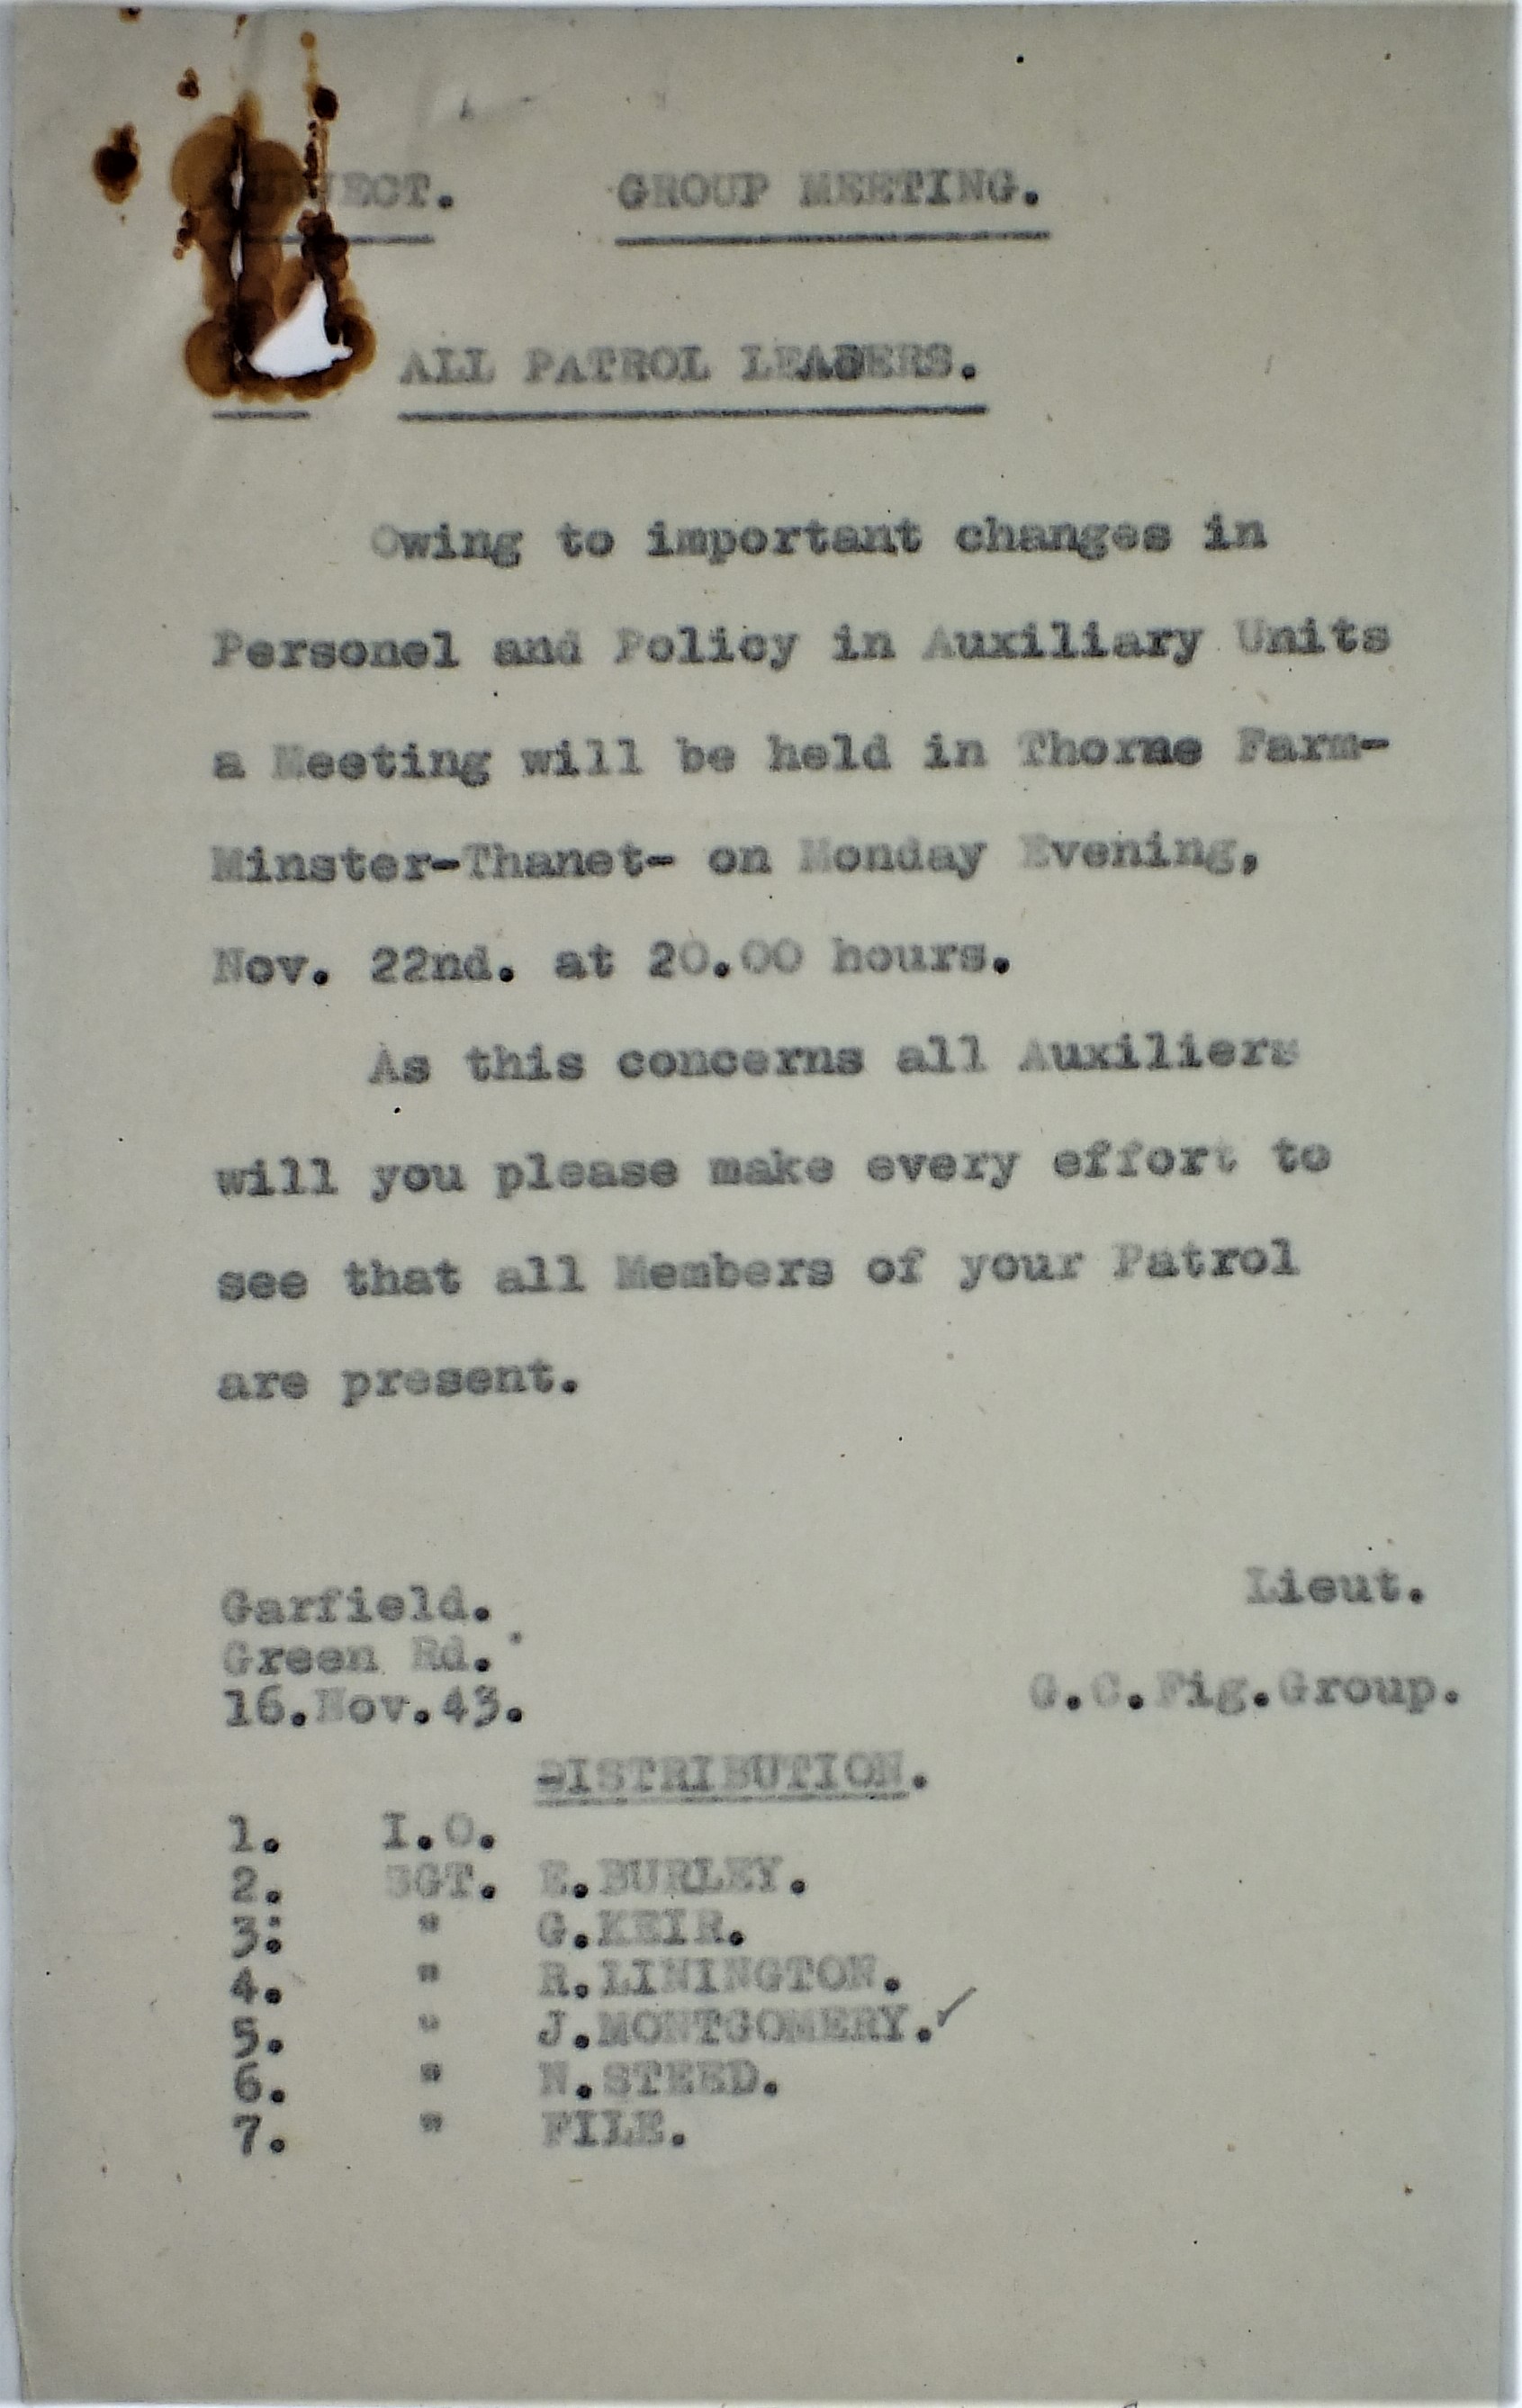 SUBJECT. GROUP MEETING.
ALL PATROL LEADERS.
Owing to important changes in
Personel and Policy in Auxiliary Units
a Meeting will be held in Thorne Farm-
Minster-Thanet- on Monday Evening,
Nov. 22nd. at 20.00 hours.
As this concerns all Auxiliers
will you please make every effort to
see that all Members of your Patrol
are present.
Lieut.
Garfield.
Green Rd.
G.C.Fig.Group.
16.Nov.43.
DISTRIBUTION.
1. I.O.
2. SGT. E.BURLEY.
3: " G.KEIR.
4. " R.LININGTON.
5. " J.MONTGOMERY.✓
6. " N.STEED.
7. " FILE.